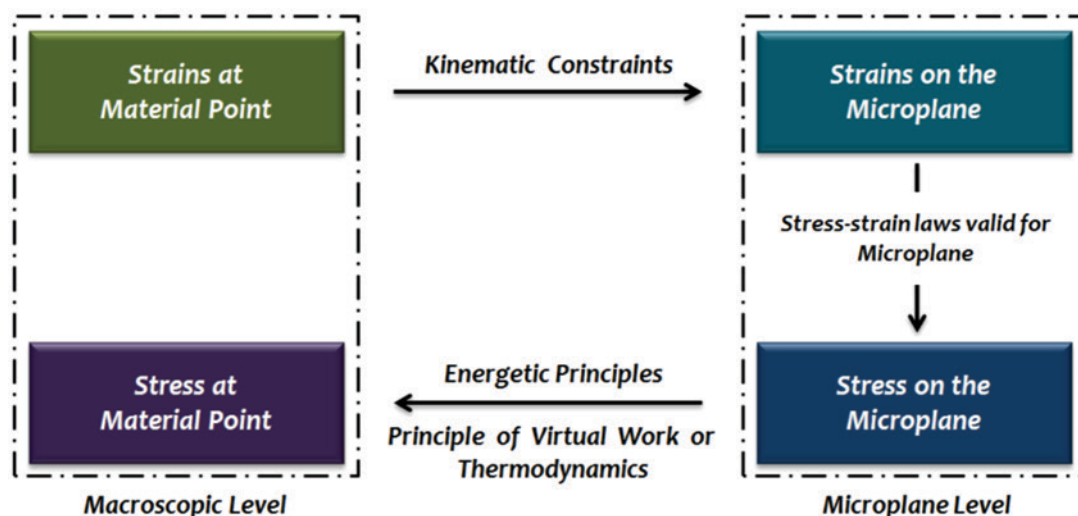 Strains at
Material Point
Kinematic Constraints
Strains on the
Microplane
Stress-strain laws valid for
Microplane
Stress at
Material Point
Energetic Principles
Principle of Virtual Work or
Thermodynamics
Stress on the
Microplane
Macroscopic Level
Microplane Level